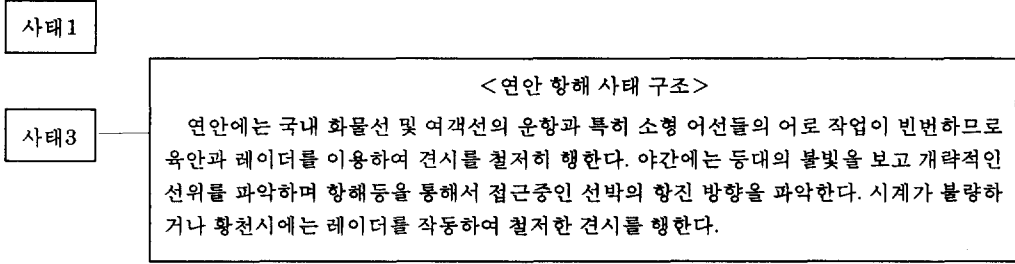 사태1
<연안 항해 사태 구조>
사태3
연안에는 국내 화물선 및 여객선의 운항과 특히 소형 어선들의 어로 작업이 빈번하므로
육안과 레이더를 이용하여 견시를 철저히 행한다. 야간에는 등대의 불빛을 보고 개략적인
선위를 파악하며 항해등을 통해서 접근중인 선박의 항진 방향을 파악한다. 시계가 불량하
거나 황천시에는 레이더를 작동하여 철저한 견시를 행한다.